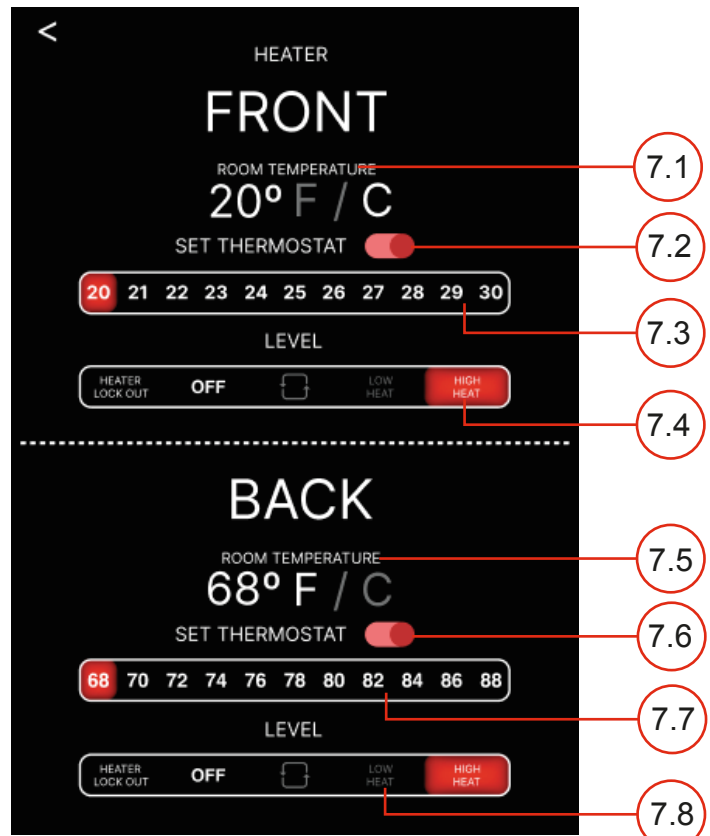 <
HEATER
FRONT
ROOM TEMPERATURE
20º F / C
SET THERMOSTAT
20 21 22 23 24 25 26 27 28 29 30
LEVEL
HEATER LOCK OUT OFF LOW HEAT HIGH HEAT
BACK
ROOM TEMPERATURE
68º F / C
SET THERMOSTAT
68 70 72 74 76 78 80 82 84 86 88
LEVEL
HEATER LOCK OUT OFF LOW HEAT HIGH HEAT
7.1
7.2
7.3
7.4
7.5
7.6
7.7
7.8